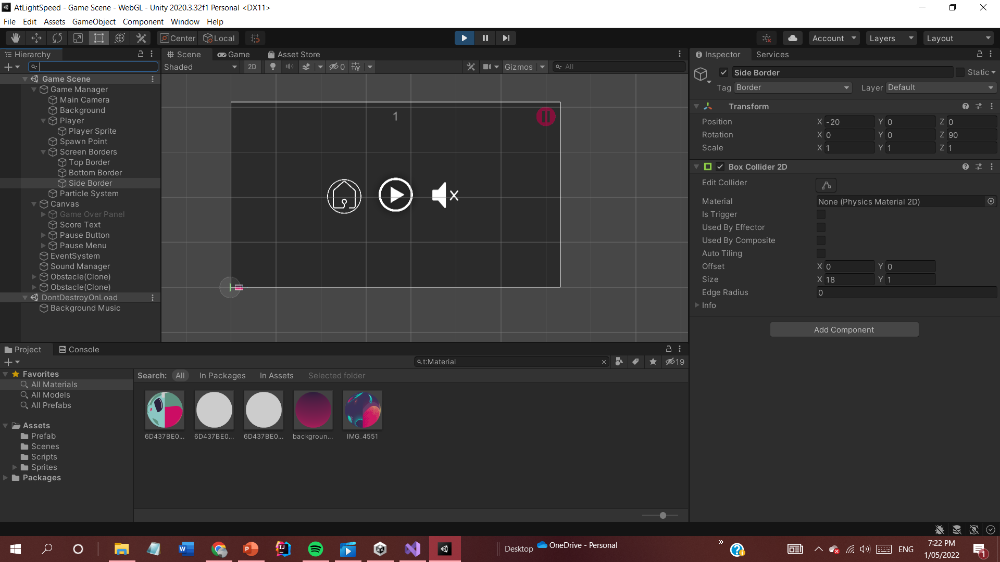 AtLightSpeed - Game Scene - WebGL - Unity 2020.3.32f1 Personal <DX11>
File Edit Assets GameObject Component Window Help
Center Local Account Layers Layout
Hierarchy
Game Scene
Game Manager
Main Camera
Background
Player
Player Sprite
Spawn Point
Screen Borders
Top Border
Bottom Border
Side Border
Particle System
Canvas
Game Over Panel
Score Text
Pause Button
Pause Menu
EventSystem
Sound Manager
Obstacle(Clone)
Obstacle(Clone)
DontDestroyOnLoad
Background Music
Scene Game Asset Store
Shaded 2D 0 Gizmos All
1
Inspector Services
Side Border Static
Tag Border Layer Default
Transform
Position X -20 Y 0 Z 0
Rotation X 0 Y 0 Z 90
Scale X 1 Y 1 Z 1
Box Collider 2D
Edit Collider
Material None (Physics Material 2D)
Is Trigger
Used By Effector
Used By Composite
Auto Tiling
Offset X 0 Y 0
Size X 18 Y 1
Edge Radius 0
Info
Add Component
Project Console
t:Material 19
Favorites
All Materials
All Models
All Prefabs
Assets
Prefab
Scenes
Scripts
Sprites
Packages
Search: All In Packages In Assets Selected folder
6D437BE0... 6D437BE0... 6D437BE0... backgroun... IMG_4551
Desktop OneDrive - Personal
ENG
7:22 PM
1/05/2022
1